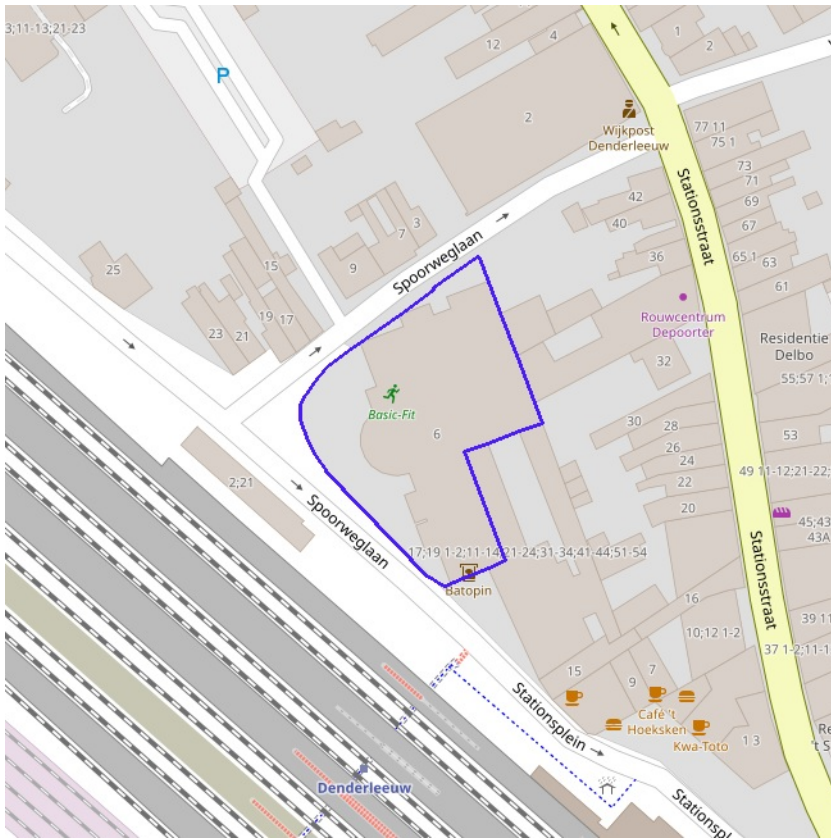 3;11-13;21-23
P
12
4
1
2
2
Wijkpost
Denderleeuw
77 11
75 1
73
71
69
67
65 1
63
61
42
40
36
Stationsstraat
3
7
9
Spoorweglaan
25
15
19
17
23
21
Rouwcentrum
Depoorter
32
Residentie
Delbo
55;57 1;
Basic-Fit
6
30
28
26
24
22
20
53
49 11-12;21-22;
45;43
43A
2;21
Spoorweglaan
17;19 1-2;11-14;21-24;31-34;41-44;51-54
Batopin
Stationsstraat
16
10;12 1-2
39 11
37 1-2;11-1
15
9
7
Café 't
Hoeksken
Kwa-Toto
1 3
Re
't S
Stationsplein
Denderleeuw
Stationsple